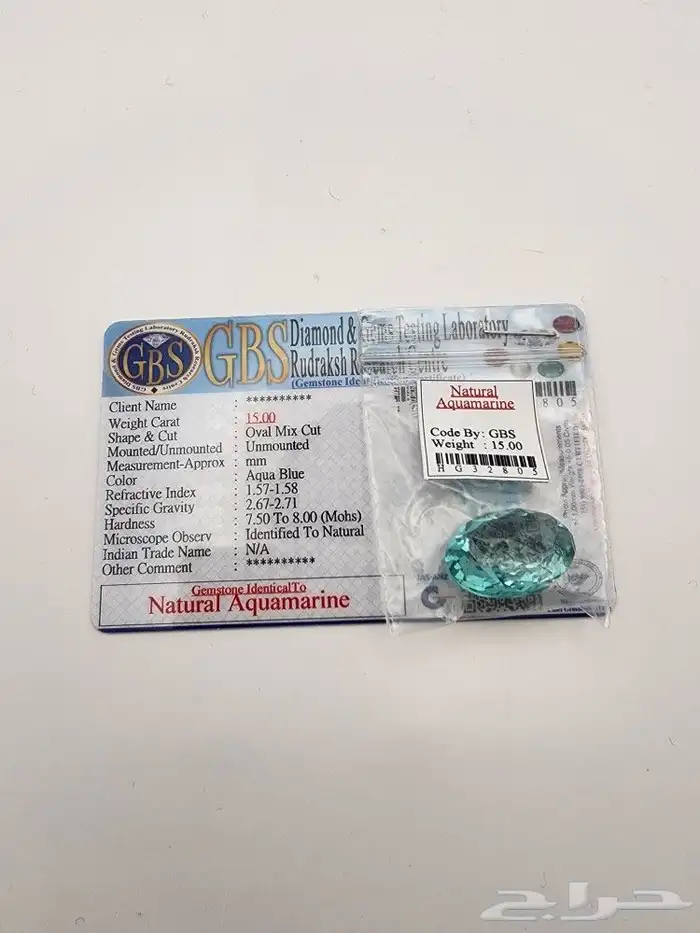 GBS
GBS Diamond & Gems Testing Laboratory
Rudraksh Research Centre
Client Name : **********
Weight Carat : 15.00
Shape & Cut : Oval Mix Cut
Mounted/Unmounted : Unmounted
Measurement-Approx : mm
Color : Aqua Blue
Refractive Index : 1.57-1.58
Specific Gravity : 2.67-2.71
Hardness : 7.50 To 8.00 (Mohs)
Microscope Observ : Identified To Natural
Indian Trade Name : N/A
Other Comment : **********
Gemstone IdenticalTo
Natural Aquamarine
Natural
Aquamarine
Code By: GBS
Weight : 15.00
HG32805
805
حراج